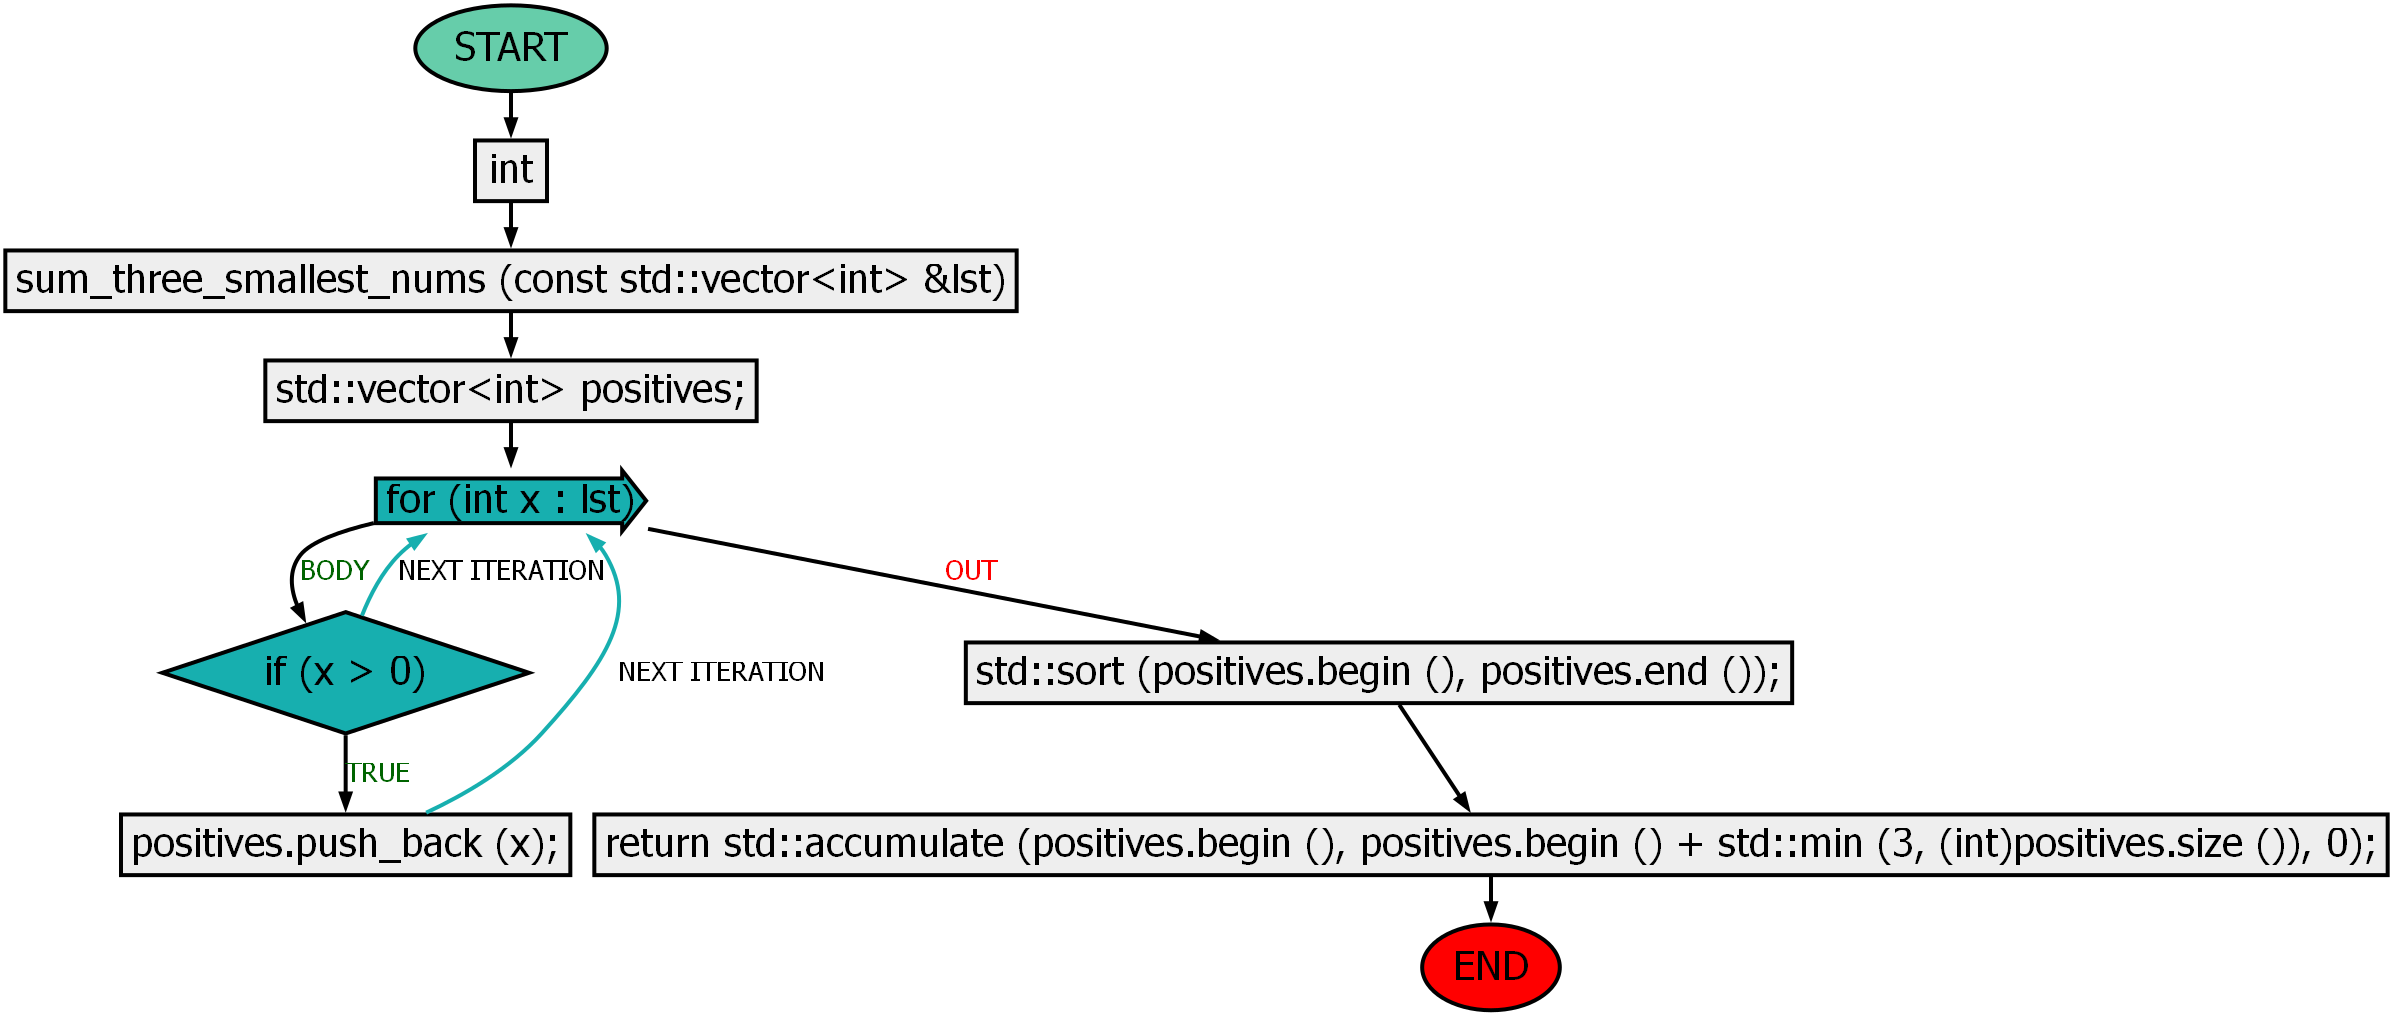 START
int
sum_three_smallest_nums (const std::vector<int> &lst)
std::vector<int> positives;
for (int x : lst)
BODY
NEXT ITERATION
OUT
if (x > 0)
NEXT ITERATION
std::sort (positives.begin (), positives.end ());
TRUE
positives.push_back (x);
return std::accumulate (positives.begin (), positives.begin () + std::min (3, (int)positives.size ()), 0);
END